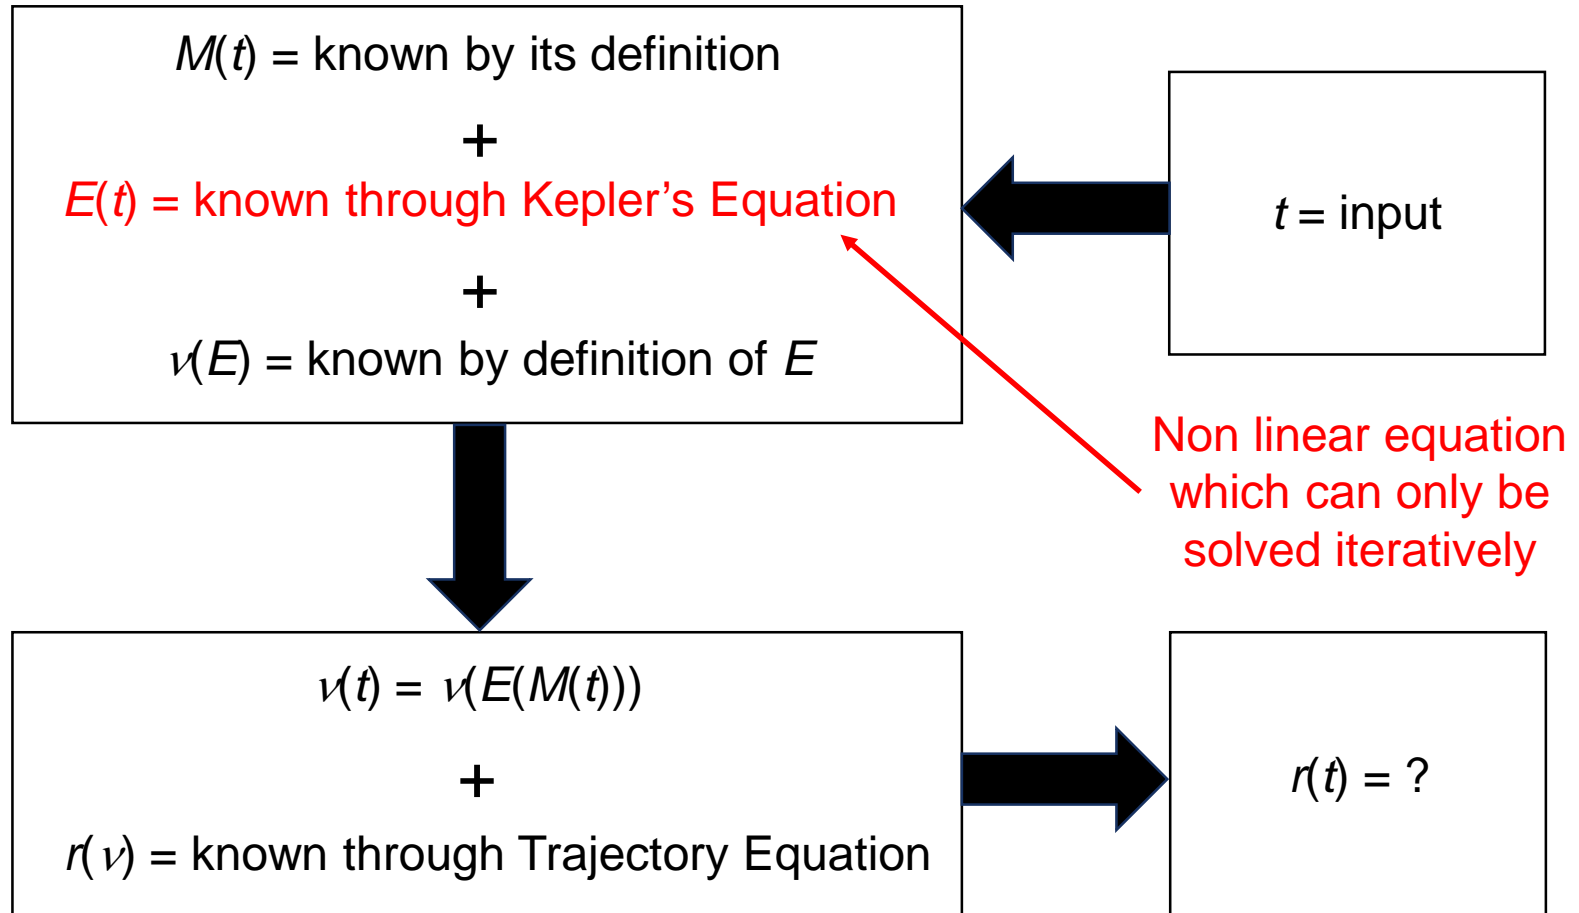 M(t) = known by its definition
+
E(t) = known through Kepler’s Equation
+
ν(E) = known by definition of E
t = input
Non linear equation
which can only be
solved iteratively
ν(t) = ν(E(M(t)))
+
r(ν) = known through Trajectory Equation
r(t) = ?